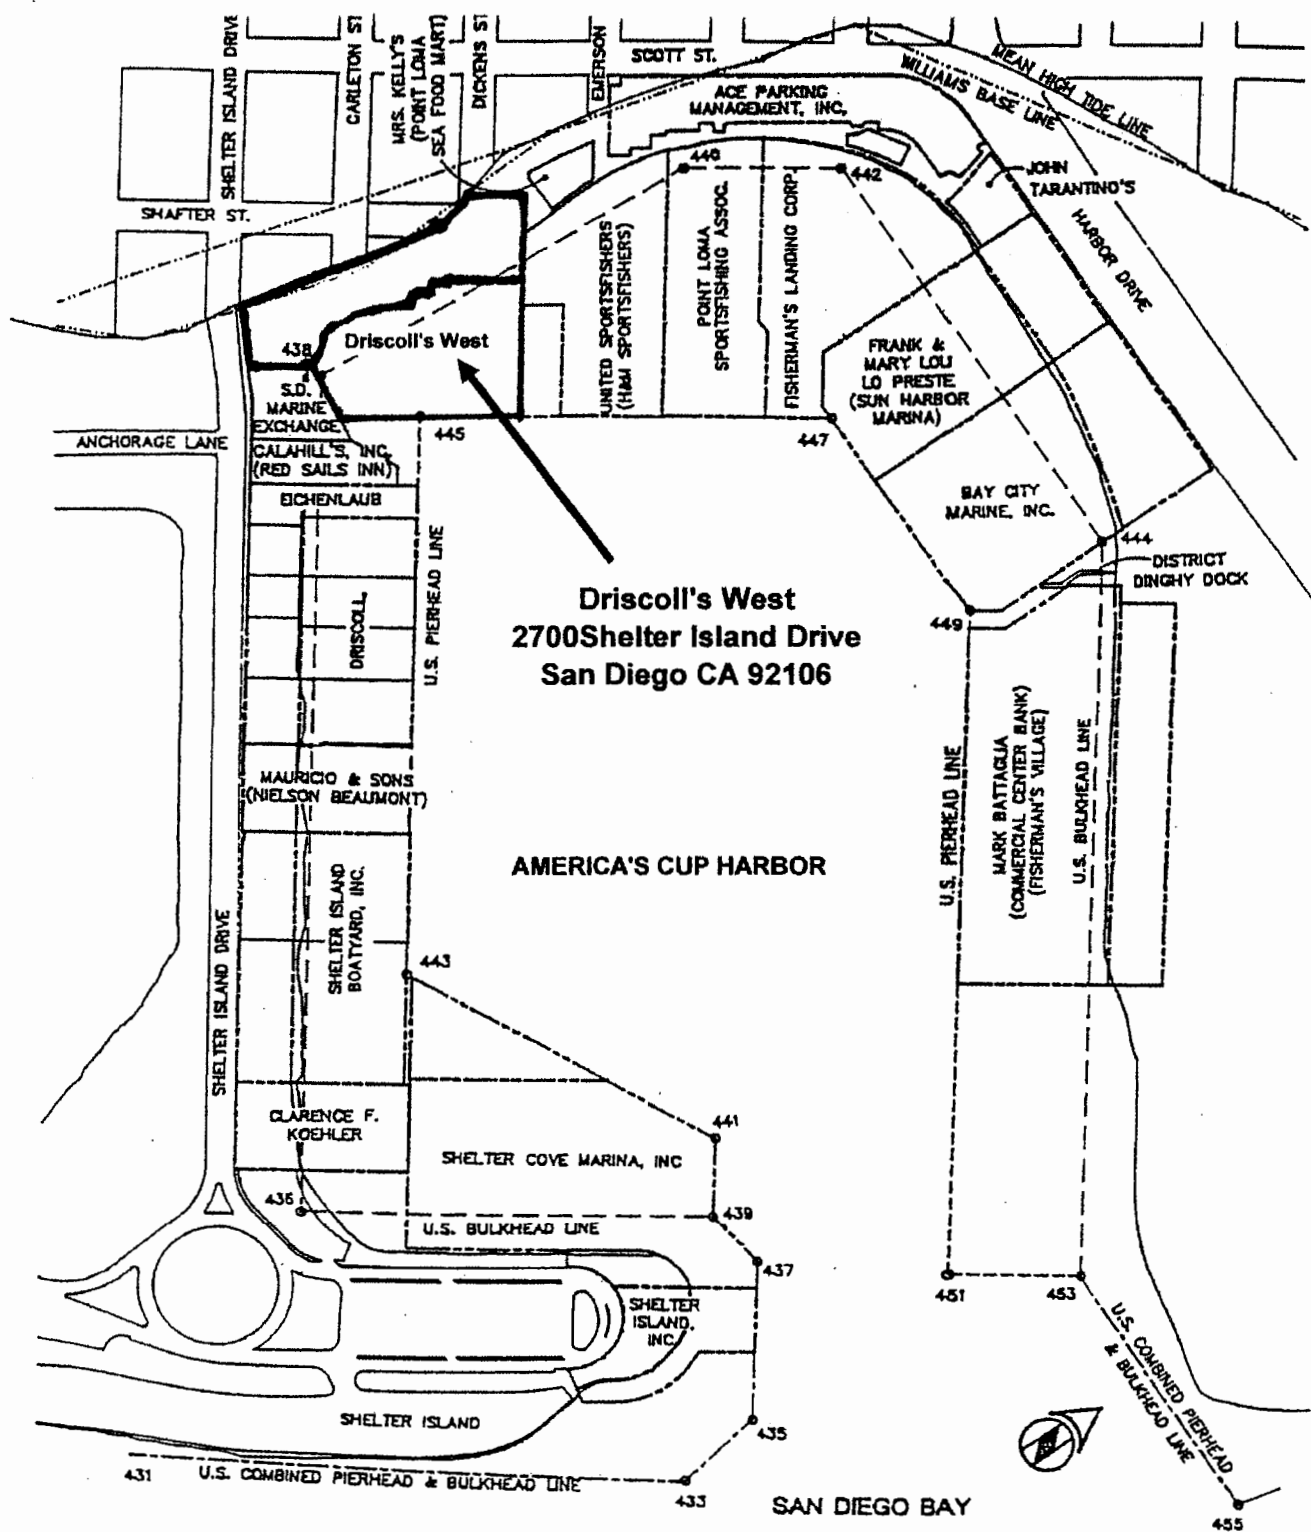 SHELTER ISLAND DRIVE
CARLETON ST
MRS. KELLY'S
(POINT LOMA
SEA FOOD MART)
DICKENS ST
EMERSON
SCOTT ST.
ACE PARKING
MANAGEMENT, INC.
MEAN HIGH TIDE LINE
WILLIAMS BASE LINE
JOHN
TARANTINO'S
HARBOR DRIVE
SHAFTER ST.
440
442
UNITED SPORTSFISHERS
(H&M SPORTSFISHERS)
POINT LOMA
SPORTSFISHING ASSOC.
FISHERMAN'S LANDING CORP.
438
Driscoll's West
FRANK &
MARY LOU
LO PRESTE
(SUN HARBOR
MARINA)
S.D.
MARINE
EXCHANGE
445
447
ANCHORAGE LANE
CALAHILL'S, INC.
(RED SAILS INN)
EICHENLAUB
BAY CITY
MARINE, INC.
444
DISTRICT
DINGHY DOCK
DRISCOLL,
U.S. PIERHEAD LINE
Driscoll's West
2700Shelter Island Drive
San Diego CA 92106
449
MAURICIO & SONS
(NIELSON BEAUMONT)
U.S. PIERHEAD LINE
MARK BATTAGLIA
(COMMERCIAL CENTER BANK)
(FISHERMAN'S VILLAGE)
U.S. BULKHEAD LINE
AMERICA'S CUP HARBOR
SHELTER ISLAND
BOATYARD, INC.
SHELTER ISLAND DRIVE
443
CLARENCE F.
KOEHLER
441
SHELTER COVE MARINA, INC
436
439
U.S. BULKHEAD LINE
437
451
453
SHELTER
ISLAND,
INC.
U.S. COMBINED PIERHEAD
& BULKHEAD LINE
SHELTER ISLAND
435
431
U.S. COMBINED PIERHEAD & BULKHEAD LINE
433
SAN DIEGO BAY
455